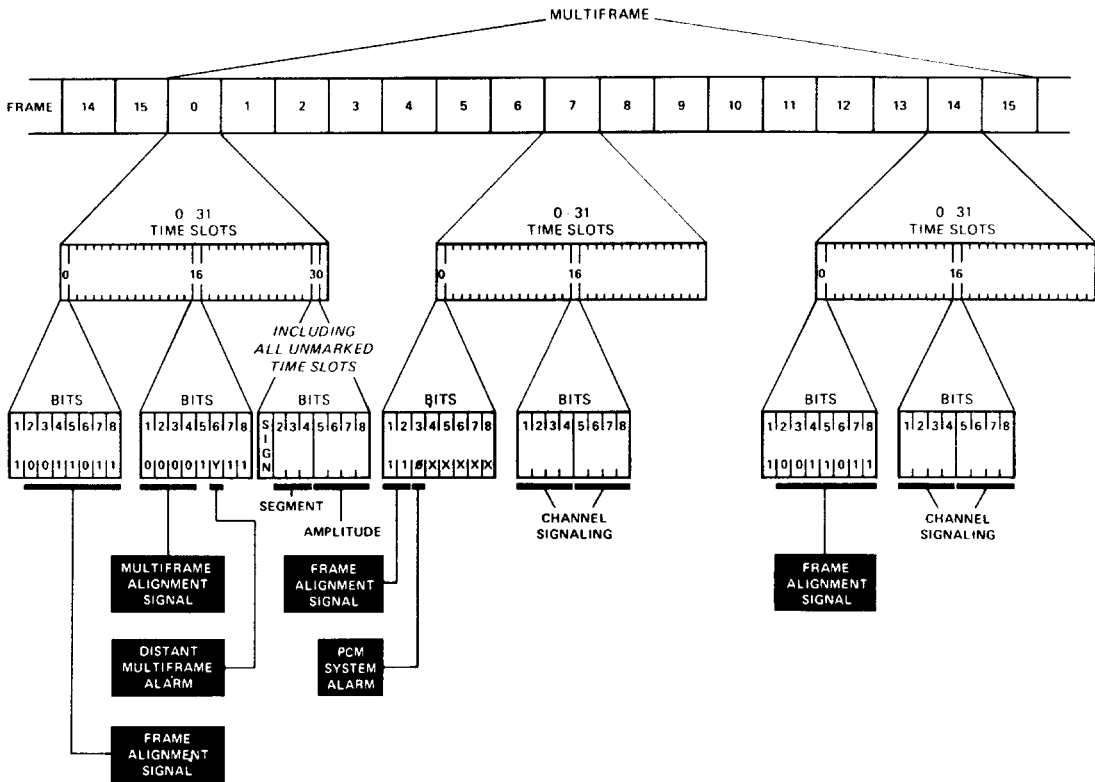 MULTIFRAME
FRAME 14 15 0 1 2 3 4 5 6 7 8 9 10 11 12 13 14 15
0 31
TIME SLOTS
0 - 31
TIME SLOTS
0 - 31
TIME SLOTS
0 16 30
0 16
0 16
INCLUDING
ALL UNMARKED
TIME SLOTS
BITS
1 2 3 4 5 6 7 8
1 0 0 1 1 0 1 1
BITS
1 2 3 4 5 6 7 8
0 0 0 0 1 Y 1 1
BITS
SIGN 2 3 4 5 6 7 8
BITS
1 2 3 4 5 6 7 8
1 1 Ø X X X X X
BITS
1 2 3 4 5 6 7 8
BITS
1 2 3 4 5 6 7 8
1 0 0 1 1 0 1 1
BITS
1 2 3 4 5 6 7 8
SEGMENT
AMPLITUDE
CHANNEL
SIGNALING
CHANNEL
SIGNALING
MULTIFRAME
ALIGNMENT
SIGNAL
FRAME
ALIGNMENT
SIGNAL
FRAME
ALIGNMENT
SIGNAL
DISTANT
MULTIFRAME
ALARM
PCM
SYSTEM
ALARM
FRAME
ALIGNMENT
SIGNAL